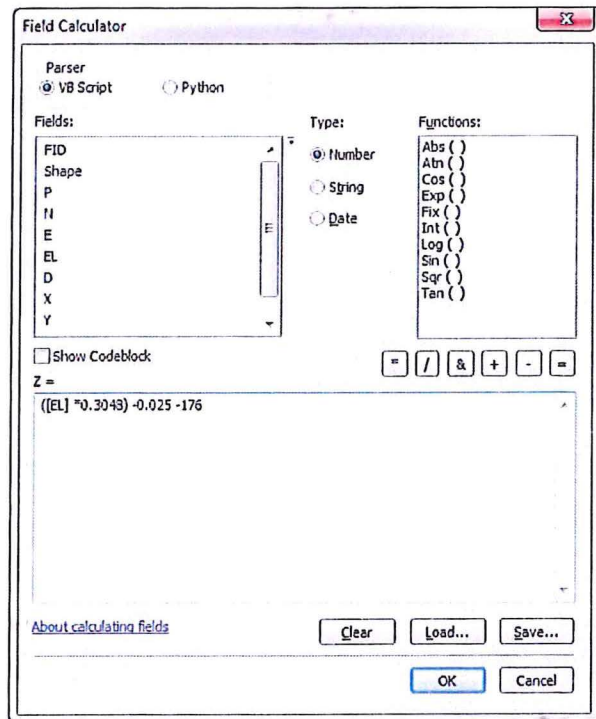 Field Calculator
Parser
VB Script Python
Fields: Type: Functions:
FID
Shape
P
N
E
EL
D
X
Y
Number
String
Date
Abs ( )
Atn ( )
Cos ( )
Exp ( )
Fix ( )
Int ( )
Log ( )
Sin ( )
Sqr ( )
Tan ( )
Show Codeblock
* / & + - =
Z =
([EL] *0.3048) -0.025 -176
About calculating fields Clear Load... Save...
OK Cancel